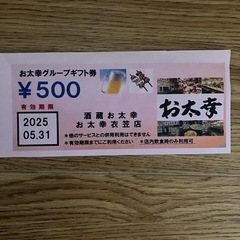 お太幸グループギフト券
¥500
有効期限
2025
05.31
酒蔵お太幸
お太幸衣笠店
お太幸
＊他のサービスとの併用利用はできません
＊有効期限までにご利用ください ＊店内飲食時のみ利用可